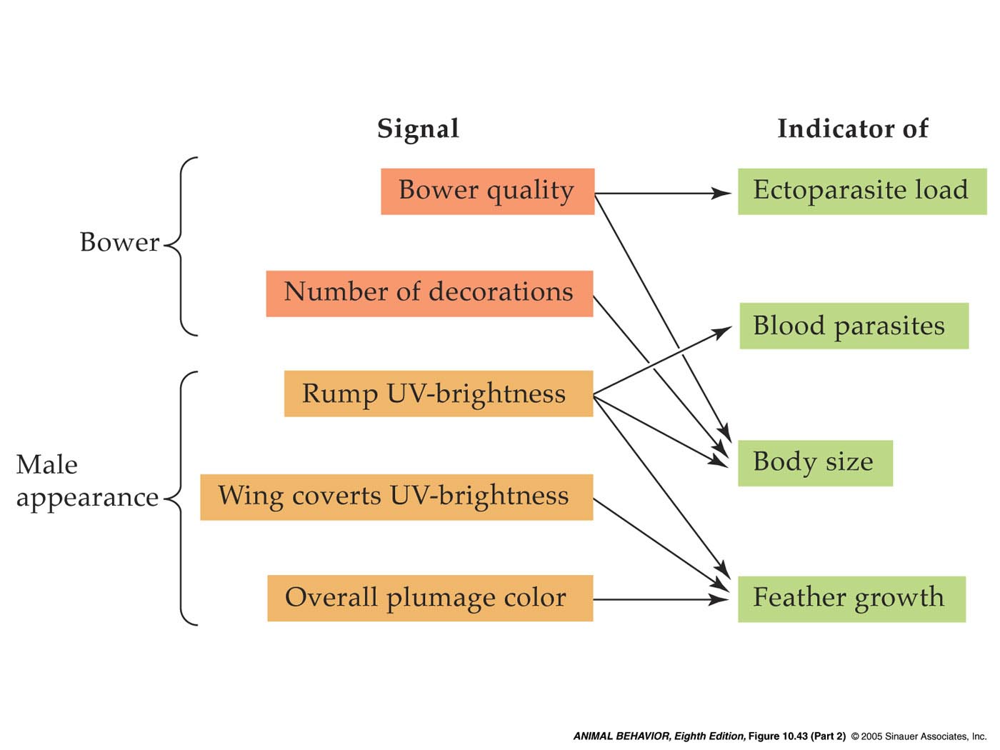 Signal
Indicator of
Bower quality
Ectoparasite load
Bower
Number of decorations
Blood parasites
Rump UV-brightness
Male
appearance
Body size
Wing coverts UV-brightness
Overall plumage color
Feather growth
ANIMAL BEHAVIOR, Eighth Edition, Figure 10.43 (Part 2) © 2005 Sinauer Associates, Inc.